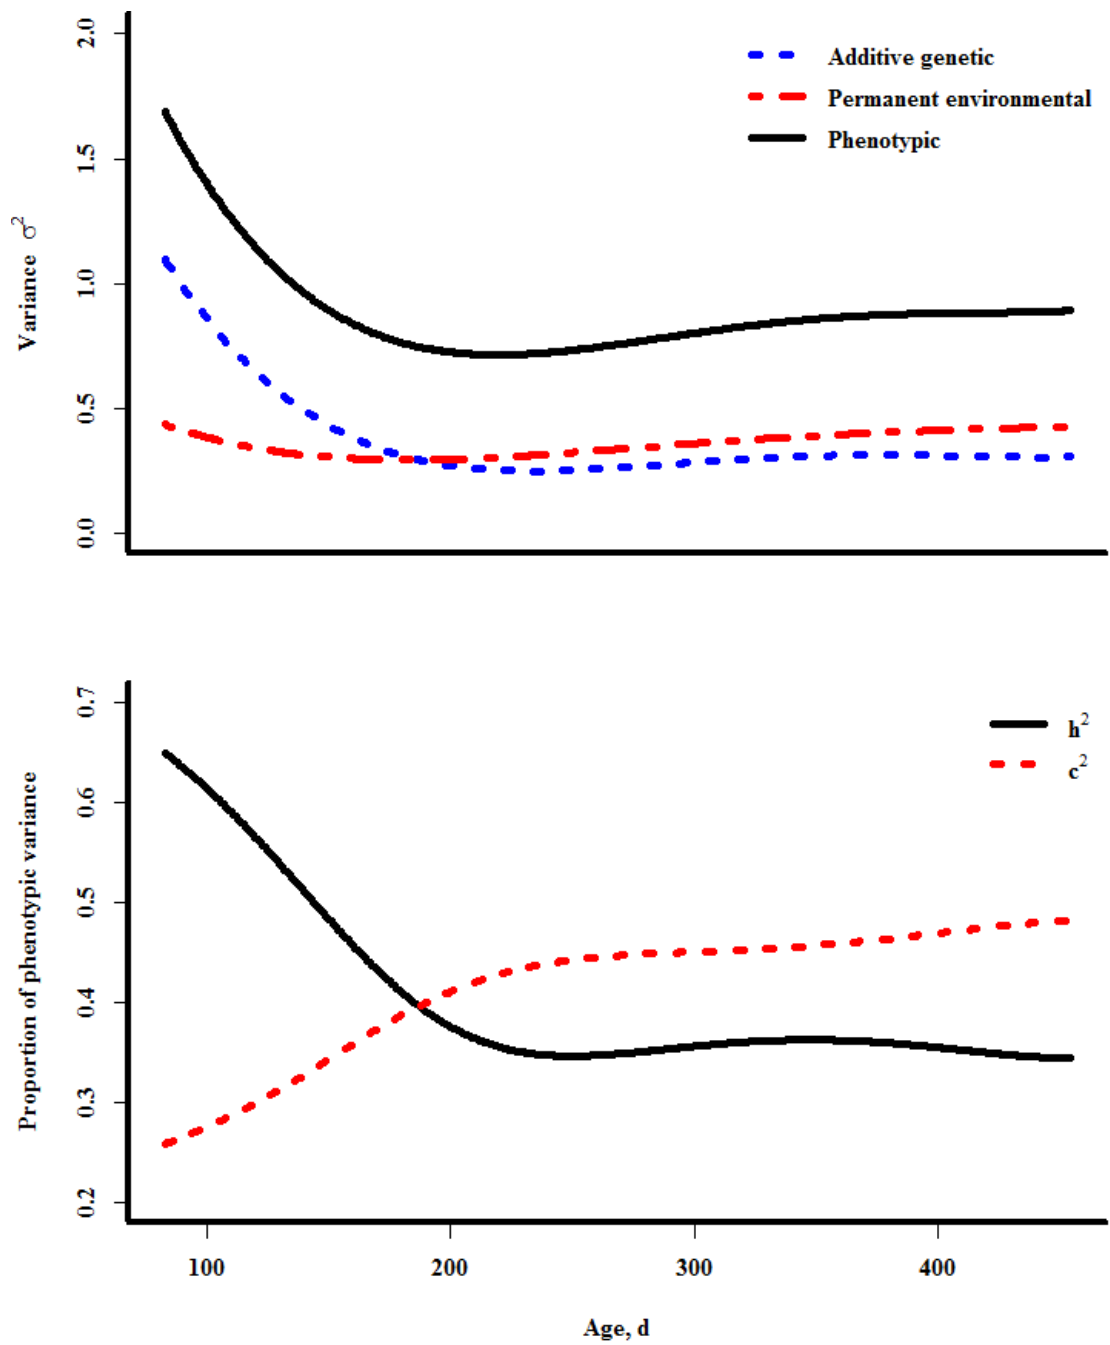 2.0
1.5
1.0
0.5
0.0
Variance σ²
Additive genetic
Permanent environmental
Phenotypic
0.7
0.6
0.5
0.4
0.3
0.2
Proportion of phenotypic variance
h²
c²
100 200 300 400
Age, d